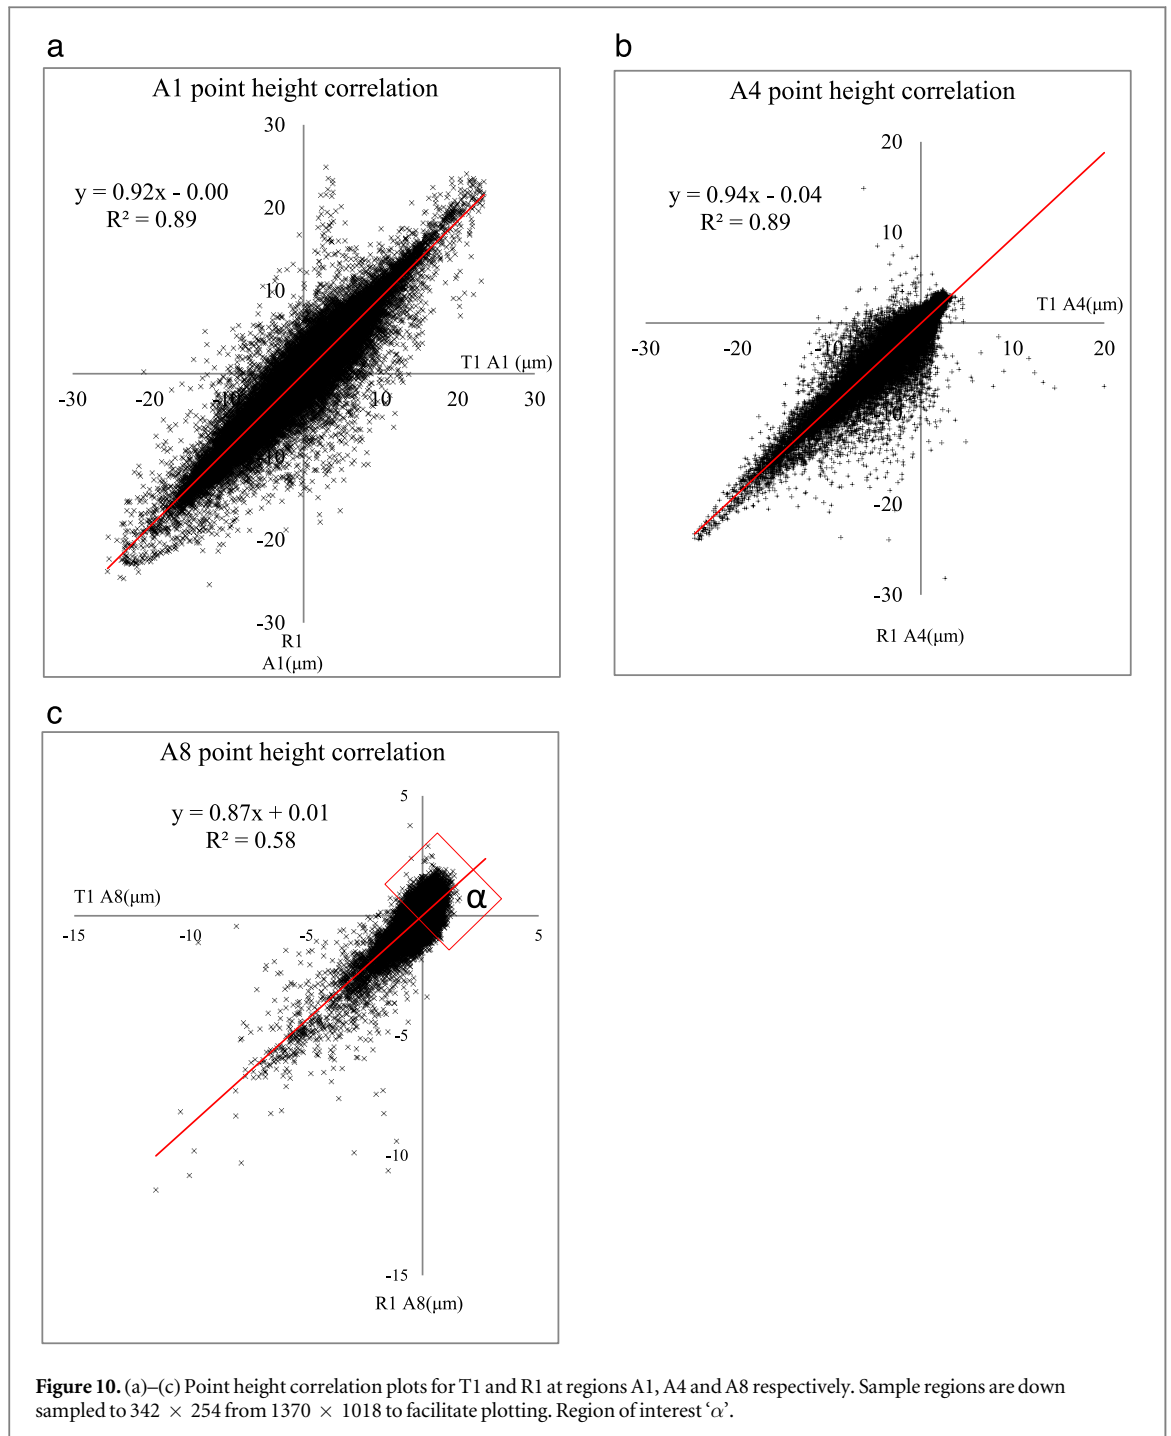 a
A1 point height correlation
30
y = 0.92x - 0.00
R² = 0.89
20
10
T1 A1 (μm)
-30 -20 -10 10 20 30
-10
-20
-30
R1
A1(μm)
b
A4 point height correlation
20
y = 0.94x - 0.04
R² = 0.89
10
T1 A4(μm)
-30 -20 -10 10 20
-20
-30
R1 A4(μm)
c
A8 point height correlation
5
y = 0.87x + 0.01
R² = 0.58
T1 A8(μm)
α
-15 -10 -5 5
-5
-10
-15
R1 A8(μm)
Figure 10. (a)–(c) Point height correlation plots for T1 and R1 at regions A1, A4 and A8 respectively. Sample regions are down
sampled to 342 × 254 from 1370 × 1018 to facilitate plotting. Region of interest ‘α’.